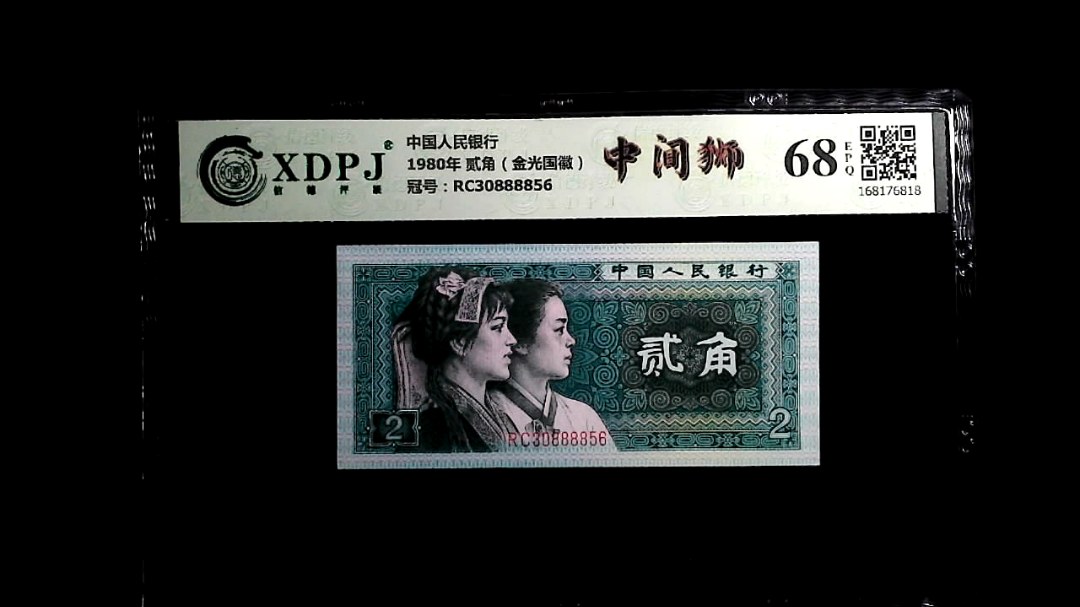 XDPJ
中国人民银行
1980年 贰角（金光国徽）
冠号：RC30888856
中间狮
68
EPQ
168176818
中国人民银行
贰角
2
2
RC30888856